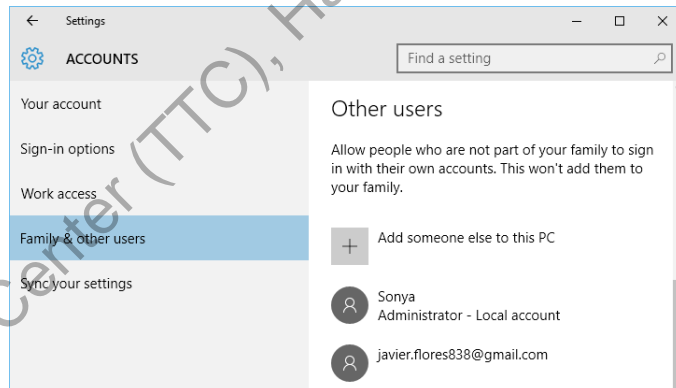 Settings
ACCOUNTS
Find a setting
Your account
Sign-in options
Work access
Family & other users
Sync your settings
Other users
Allow people who are not part of your family to sign
in with their own accounts. This won't add them to
your family.
Add someone else to this PC
Sonya
Administrator - Local account
javier.flores838@gmail.com
Center (TTC),